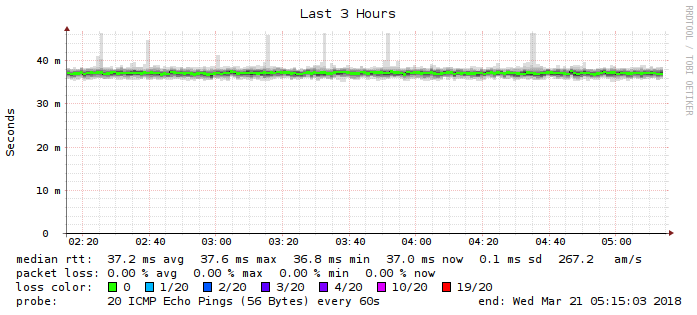 Last 3 Hours
RRDTOOL / TOBI OETIKER
Seconds
40 m
30 m
20 m
10 m
0
02:20 02:40 03:00 03:20 03:40 04:00 04:20 04:40 05:00
median rtt: 37.2 ms avg 37.6 ms max 36.8 ms min 37.0 ms now 0.1 ms sd 267.2 am/s
packet loss: 0.00 % avg 0.00 % max 0.00 % min 0.00 % now
loss color: 0 1/20 2/20 3/20 4/20 10/20 19/20
probe: 20 ICMP Echo Pings (56 Bytes) every 60s end: Wed Mar 21 05:15:03 2018